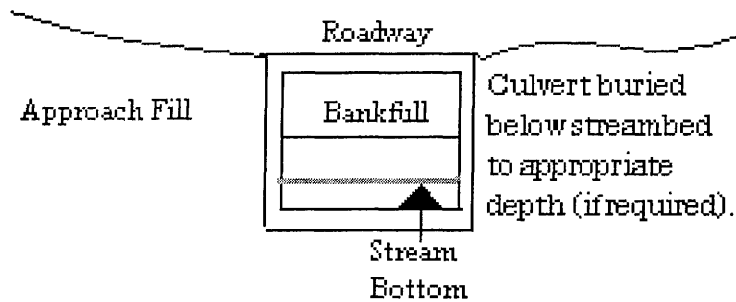 Roadway
Approach Fill
Bankfull
Culvert buried
below streambed
to appropriate
depth (if required).
Stream
Bottom